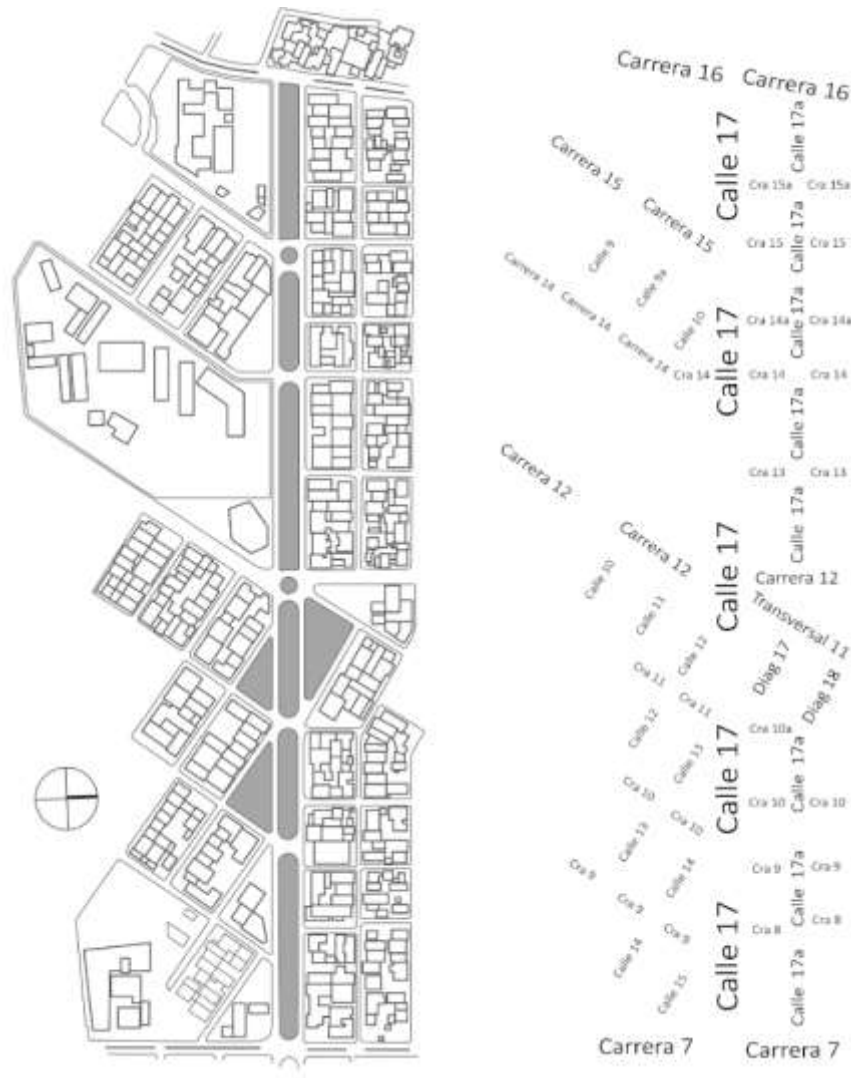 Carrera 16 Carrera 16
Calle 17
Calle 17a
Carrera 15
Cra 15a Cra 15a
Carrera 15
Calle 17a
Cra 15 Cra 15
Calle 9
Carrera 14
Calle 9a
Carrera 14
Calle 10
Calle 17
Cra 14a Cra 14a
Calle 17a
Carrera 14
Cra 14 Cra 14 Cra 14
Calle 17a
Carrera 12
Cra 13 Cra 13
Calle 17a
Carrera 12
Calle 17
Calle 10
Carrera 12
Calle 11
Transversal 11
Calle 12
Diag 17
Diag 18
Cra 11
Cra 11
Calle 12
Cra 10a
Calle 17
Calle 17a
Calle 13
Cra 10
Cra 10 Cra 10
Cra 10
Calle 13
Cra 9
Cra 9 Cra 9
Calle 14
Calle 17a
Cra 9
Calle 17
Cra 8 Cra 8
Cra 9
Calle 14
Calle 17a
Calle 15
Carrera 7 Carrera 7